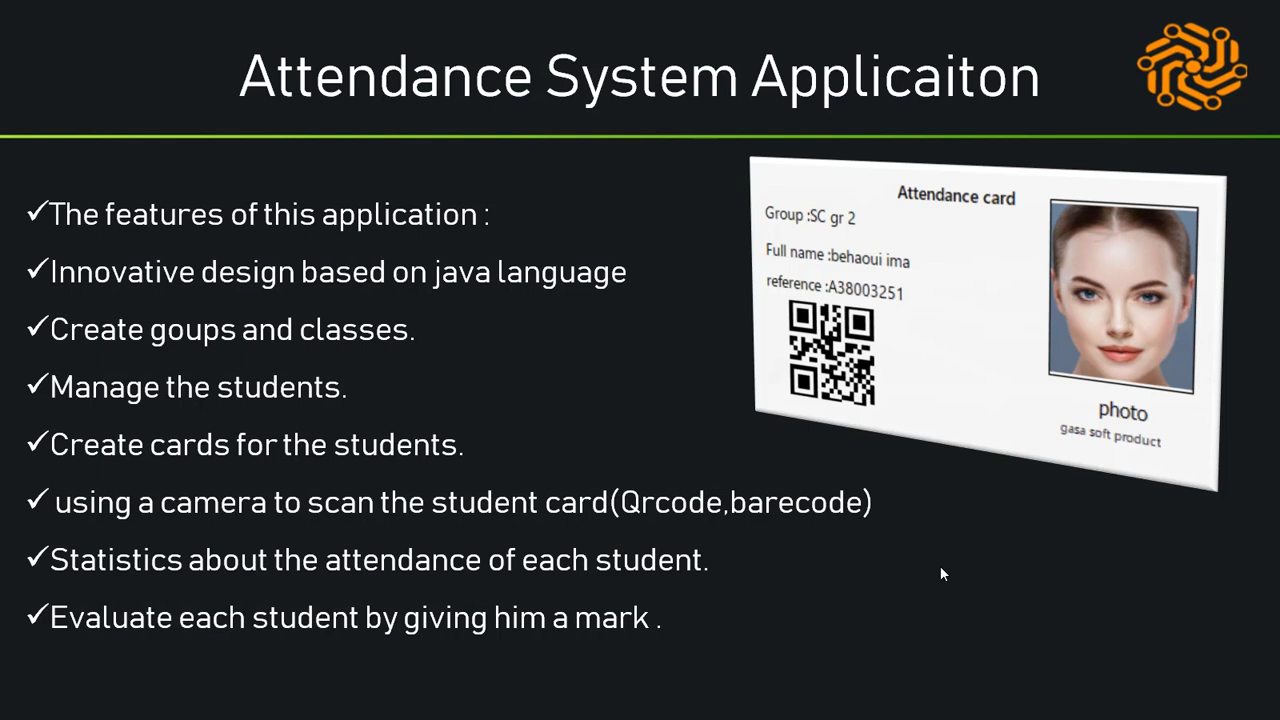 Attendance System Applicaiton
✓The features of this application :
✓Innovative design based on java language
✓Create goups and classes.
✓Manage the students.
✓Create cards for the students.
✓ using a camera to scan the student card(Qrcode,barecode)
✓Statistics about the attendance of each student.
✓Evaluate each student by giving him a mark .
Attendance card
Group :SC gr 2
Full name :behaoui ima
reference :A38003251
photo
gasa soft product